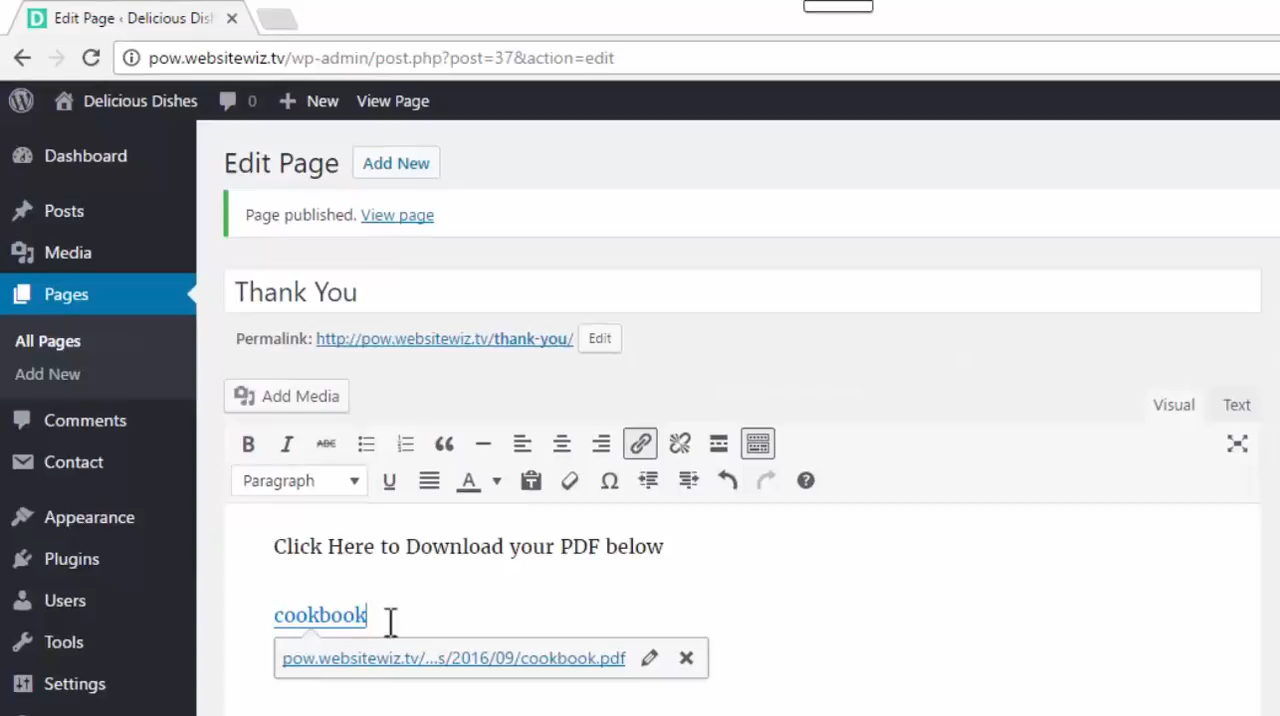 D Edit Page ‹ Delicious Dish
pow.websitewiz.tv/wp-admin/post.php?post=37&action=edit
Delicious Dishes 0 New View Page
Dashboard
Posts
Media
Pages
All Pages
Add New
Comments
Contact
Appearance
Plugins
Users
Tools
Settings
Edit Page Add New
Page published. View page
Thank You
Permalink: http://pow.websitewiz.tv/thank-you/ Edit
Add Media
Visual Text
B I ABC
Paragraph U A Ω ?
Click Here to Download your PDF below
cookbook
pow.websitewiz.tv/...s/2016/09/cookbook.pdf